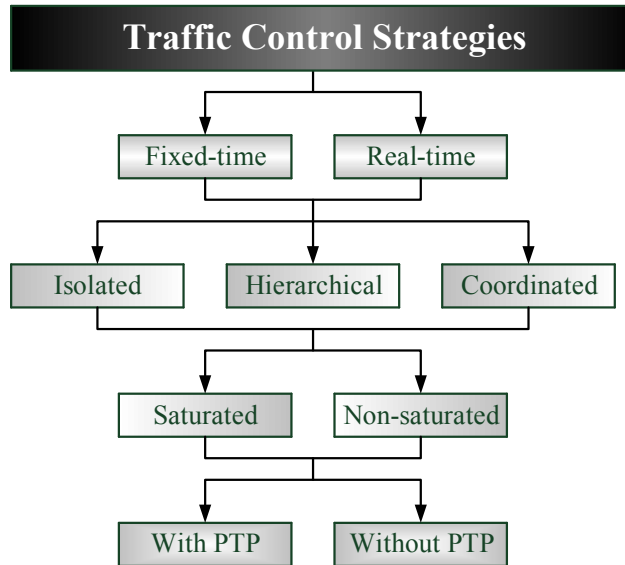 Traffic Control Strategies
Fixed-time
Real-time
Isolated
Hierarchical
Coordinated
Saturated
Non-saturated
With PTP
Without PTP